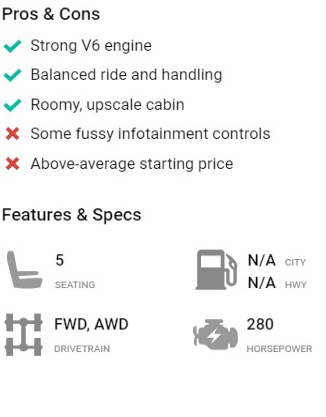 Pros & Cons
Strong V6 engine
Balanced ride and handling
Roomy, upscale cabin
Some fussy infotainment controls
Above-average starting price
Features & Specs
5
SEATING
N/A CITY
N/A HWY
FWD, AWD
DRIVETRAIN
280
HORSEPOWER